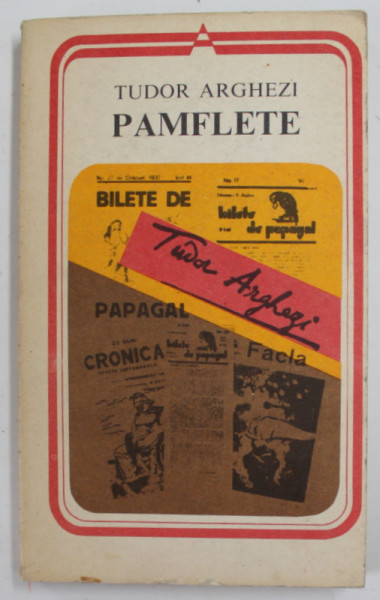 TUDOR ARGHEZI
PAMFLETE
BILETE DE
bilete
de papagal
Tudor Arghezi
PAPAGAL
CRONICA
bilete
de papagal
Facla